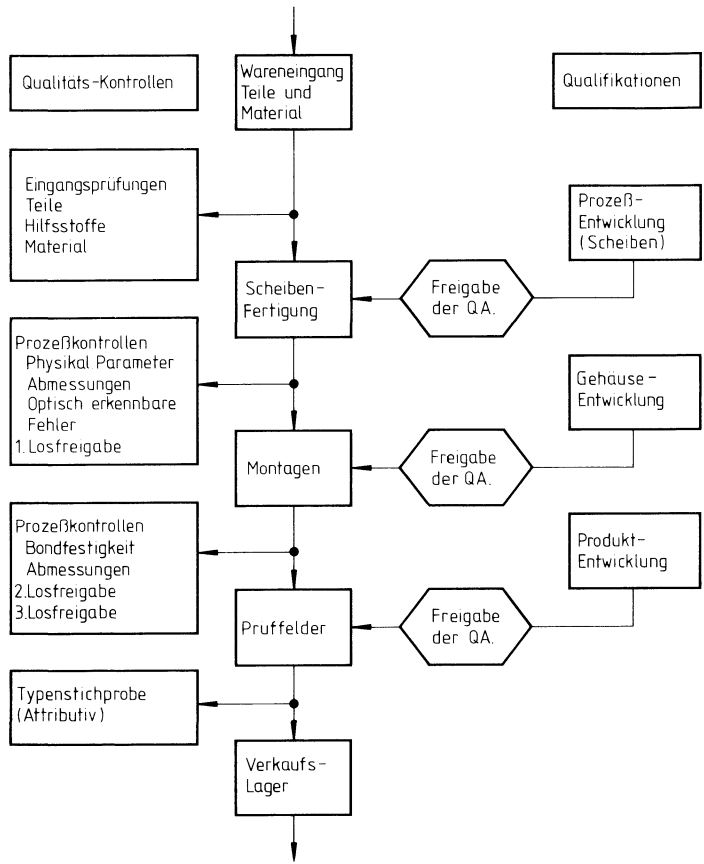 Qualitäts-Kontrollen
Wareneingang
Teile und
Material
Qualifikationen
Eingangsprüfungen
Teile
Hilfsstoffe
Material
Prozeß-
Entwicklung
(Scheiben)
Scheiben-
Fertigung
Freigabe
der QA.
Prozeßkontrollen
Physikal Parameter
Abmessungen
Optisch erkennbare
Fehler
1.Losfreigabe
Gehäuse-
Entwicklung
Montagen
Freigabe
der QA.
Prozeßkontrollen
Bondfestigkeit
Abmessungen
2.Losfreigabe
3.Losfreigabe
Produkt-
Entwicklung
Pruffelder
Freigabe
der QA.
Typenstichprobe
(Attributiv)
Verkaufs-
Lager